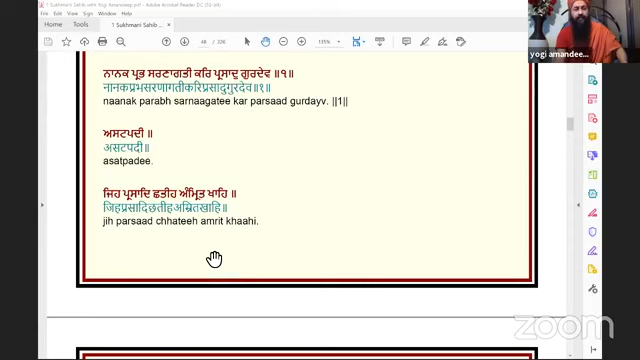 1 Sukhmani Sahib with Yogi Amandeep.pdf - Adobe Acrobat Reader DC (32-bit)
File Edit View Sign Window Help
Home Tools 1 Sukhmani Sahib ... ×
48 / 326 135%
yogi amandee...
ਨਾਨਕ ਪ੍ਰਭ ਸਰਣਾਗਤੀ ਕਰਿ ਪ੍ਰਸਾਦੁ ਗੁਰਦੇਵ ॥੧॥
नानकप्रभसरणागतीकरिप्रसादुगुरदेव॥१॥
naanak parabh sarnaagatee kar parsaad gurdayv. ||1||
ਅਸਟਪਦੀ ॥
असटपदी॥
asatpadee.
ਜਿਹ ਪ੍ਰਸਾਦਿ ਛਤੀਹ ਅੰਮ੍ਰਿਤ ਖਾਹਿ ॥
जिहप्रसादिछतीहअम्रितखाहि॥
jih parsaad chhateeh amrit khaahi.
zoom